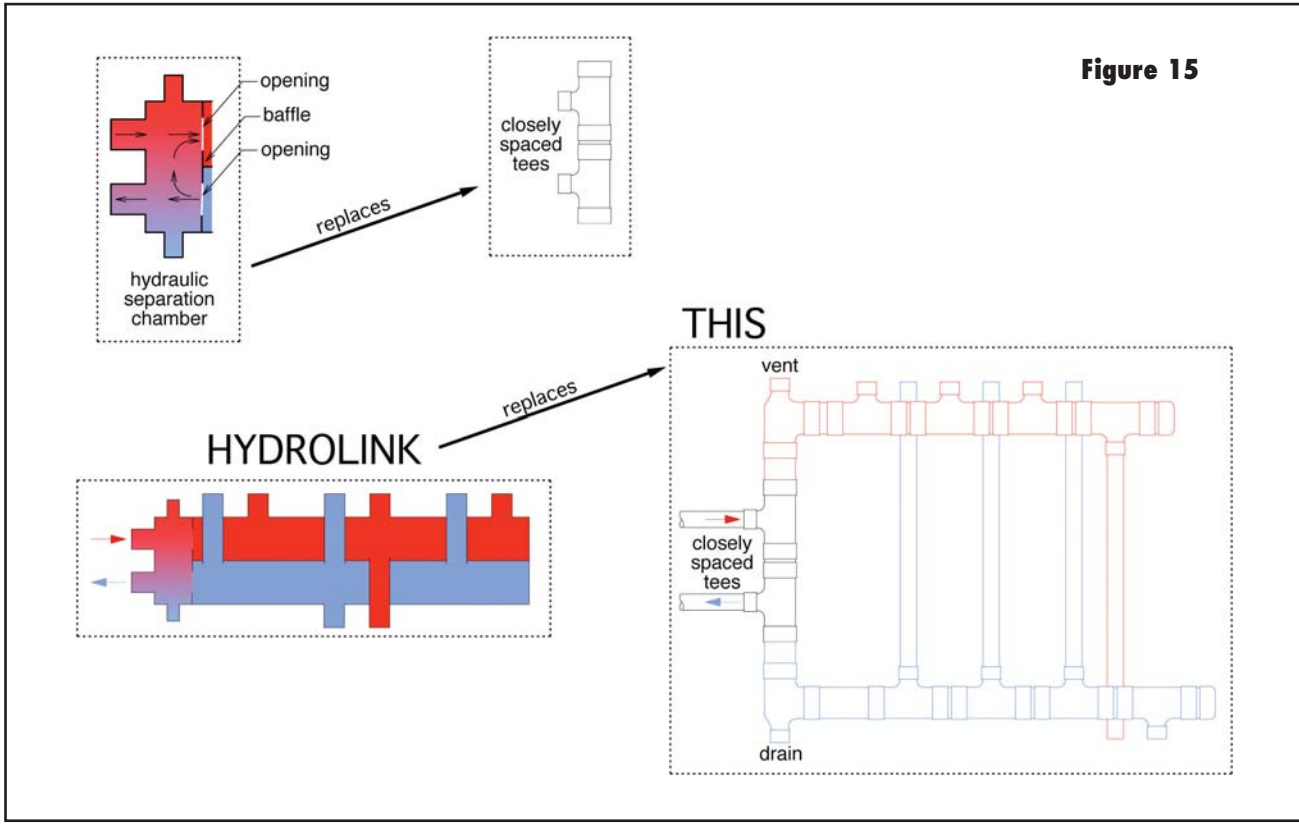 Figure 15
opening
baffle
opening
hydraulic
separation
chamber
replaces
closely
spaced
tees
THIS
replaces
HYDROLINK
vent
closely
spaced
tees
drain